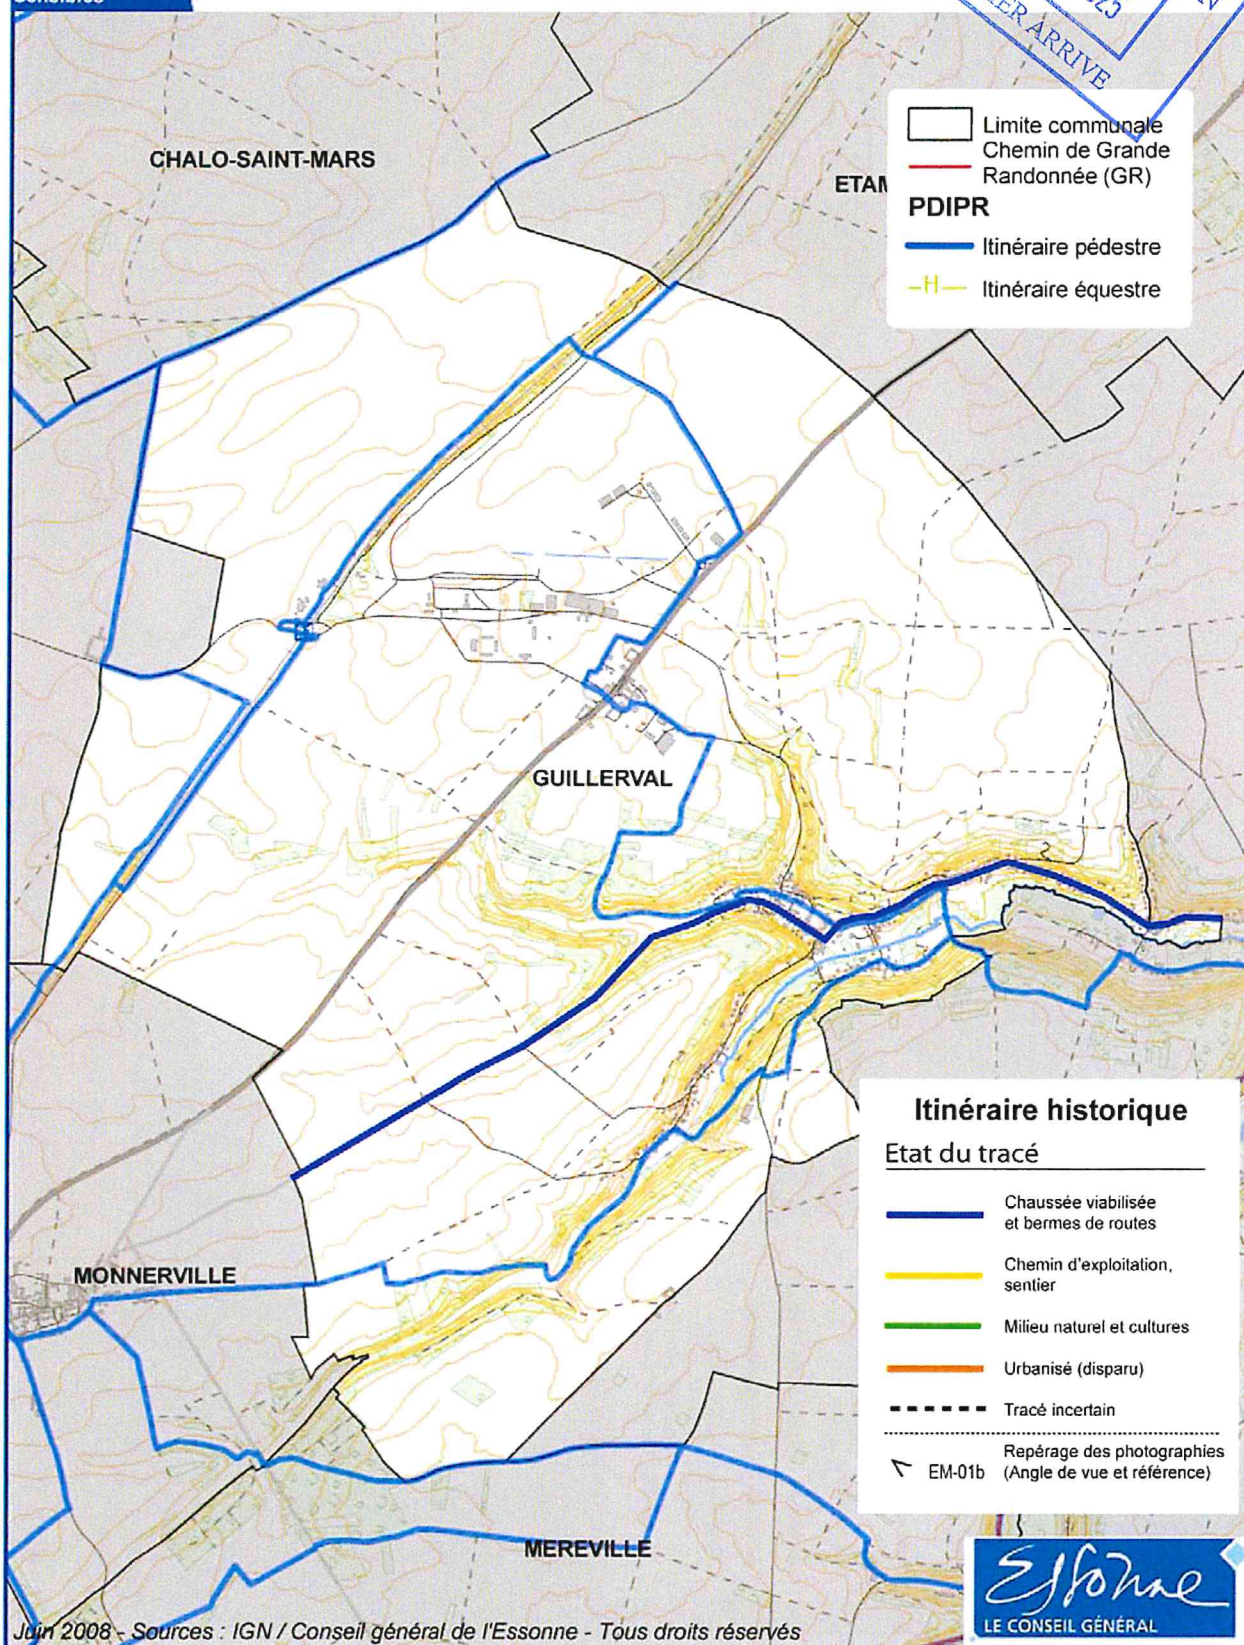 ARRIVE
CHALO-SAINT-MARS
ETAM
Limite communale
Chemin de Grande
Randonnée (GR)
PDIPR
Itinéraire pédestre
H Itinéraire équestre
GUILLERVAL
MONNERVILLE
MEREVILLE
Itinéraire historique
Etat du tracé
Chaussée viabilisée
et bermes de routes
Chemin d'exploitation,
sentier
Milieu naturel et cultures
Urbanisé (disparu)
Tracé incertain
EM-01b
Repérage des photographies
(Angle de vue et référence)
Essonne
LE CONSEIL GÉNÉRAL
Juin 2008 - Sources : IGN / Conseil général de l'Essonne - Tous droits réservés